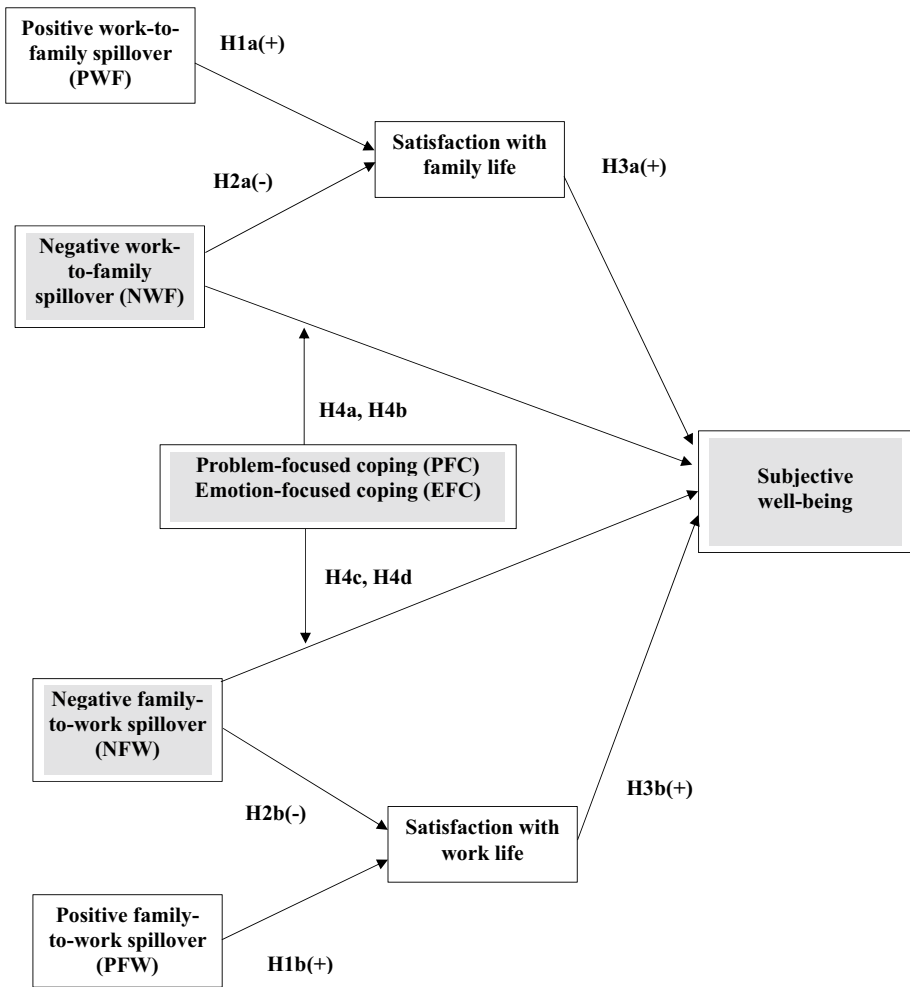 Positive work-to-
family spillover
(PWF)
H1a(+)
Satisfaction with
family life
H2a(-)
H3a(+)
Negative work-
to-family
spillover (NWF)
H4a, H4b
Problem-focused coping (PFC)
Emotion-focused coping (EFC)
Subjective
well-being
H4c, H4d
Negative family-
to-work spillover
(NFW)
H2b(-)
H3b(+)
Satisfaction with
work life
Positive family-
to-work spillover
(PFW)
H1b(+)